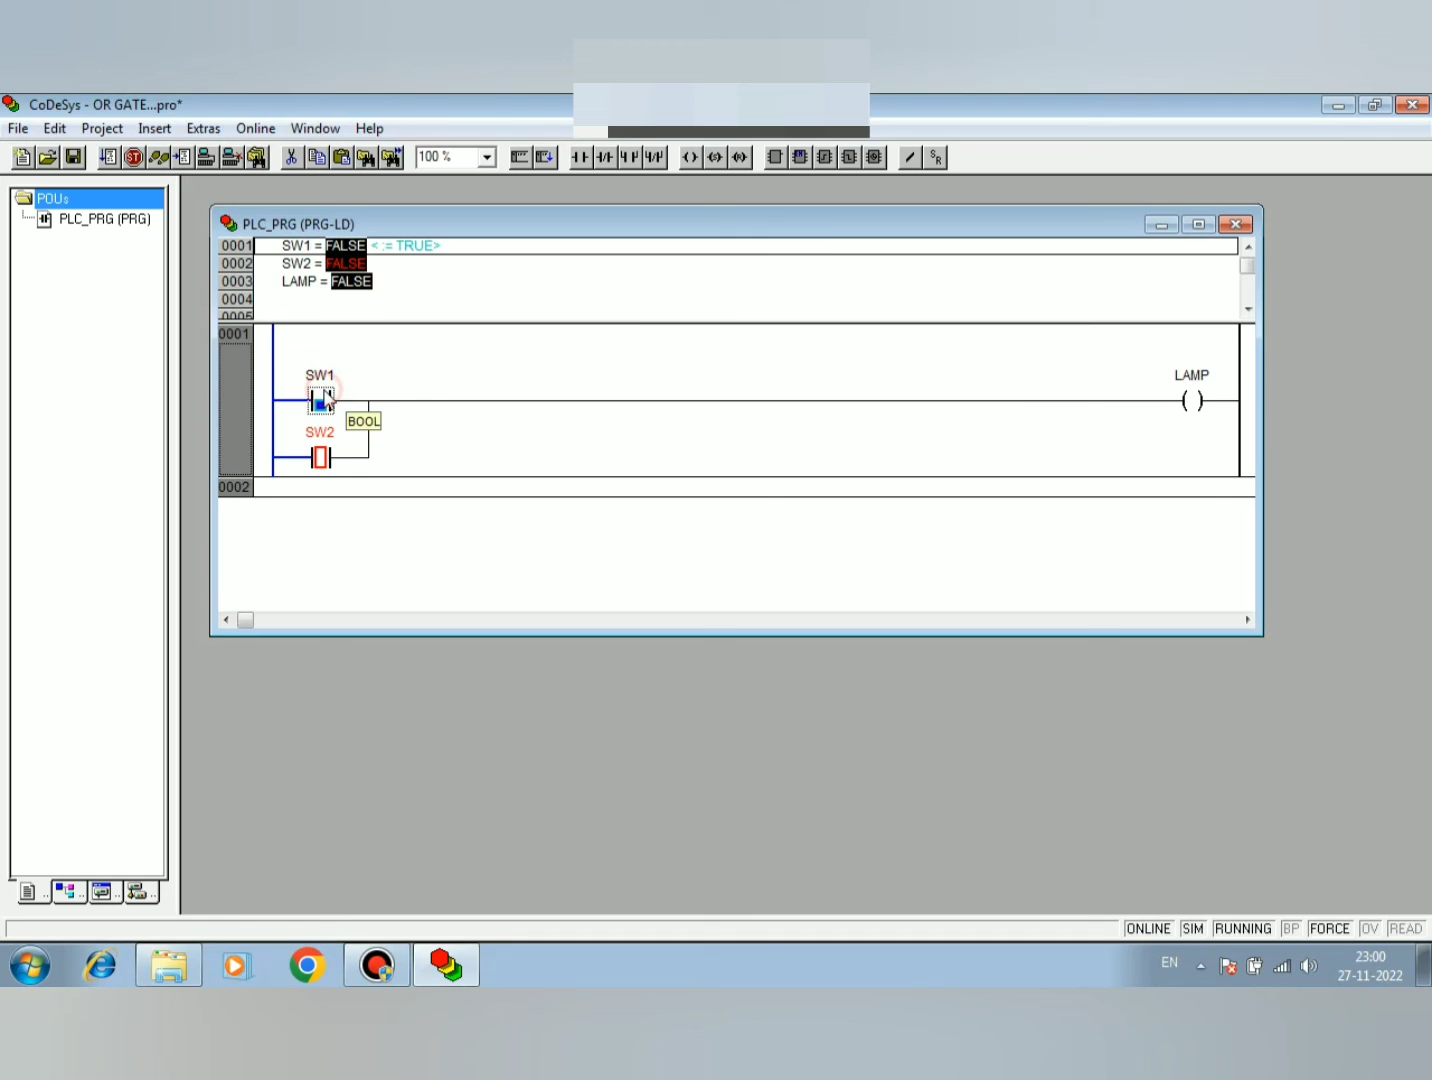 CoDeSys - OR GATE...pro*
File Edit Project Insert Extras Online Window Help
ST 100 % S R
POUs
PLC_PRG (PRG)
PLC_PRG (PRG-LD)
0001 SW1 = FALSE < := TRUE>
0002 SW2 = FALSE
0003 LAMP = FALSE
0004
0005
0001
SW1 LAMP
BOOL
SW2
0002
ONLINE SIM RUNNING BP FORCE OV READ
EN 23:00
27-11-2022